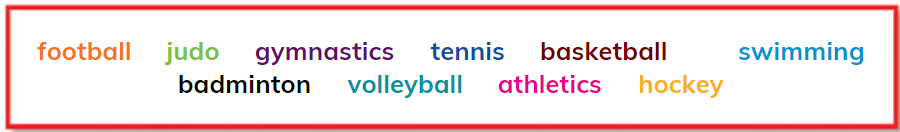 football judo gymnastics tennis basketball swimming
badminton volleyball athletics hockey